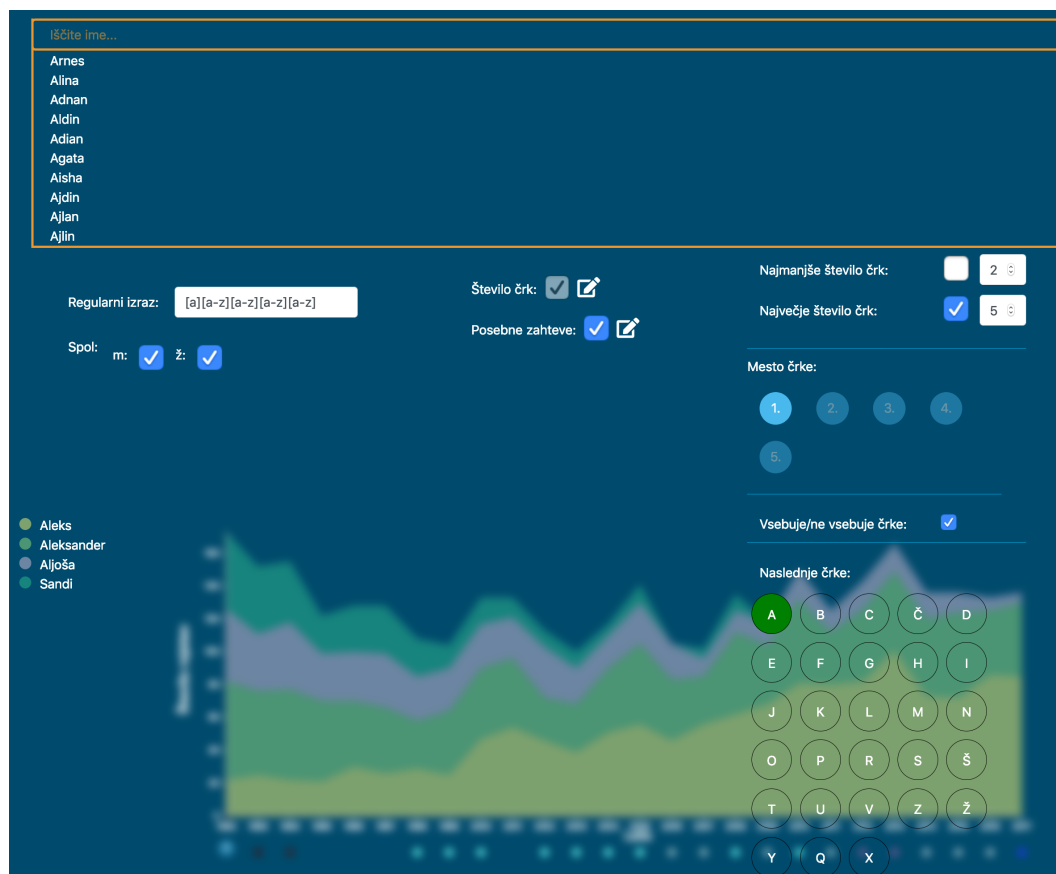 Iščite ime...
Arnes
Alina
Adnan
Aldin
Adian
Agata
Aisha
Ajdin
Ajlan
Ajlin
Regularni izraz: [a][a-z][a-z][a-z][a-z]
Spol: m: ž:
Število črk:
Posebne zahteve:
Najmanjše število črk: 2
Največje število črk: 5
Mesto črke:
1. 2. 3. 4.
5.
Vsebuje/ne vsebuje črke:
Naslednje črke:
A B C Č D
E F G H I
J K L M N
O P R S Š
T U V Z Ž
Y Q X
Aleks
Aleksander
Aljoša
Sandi